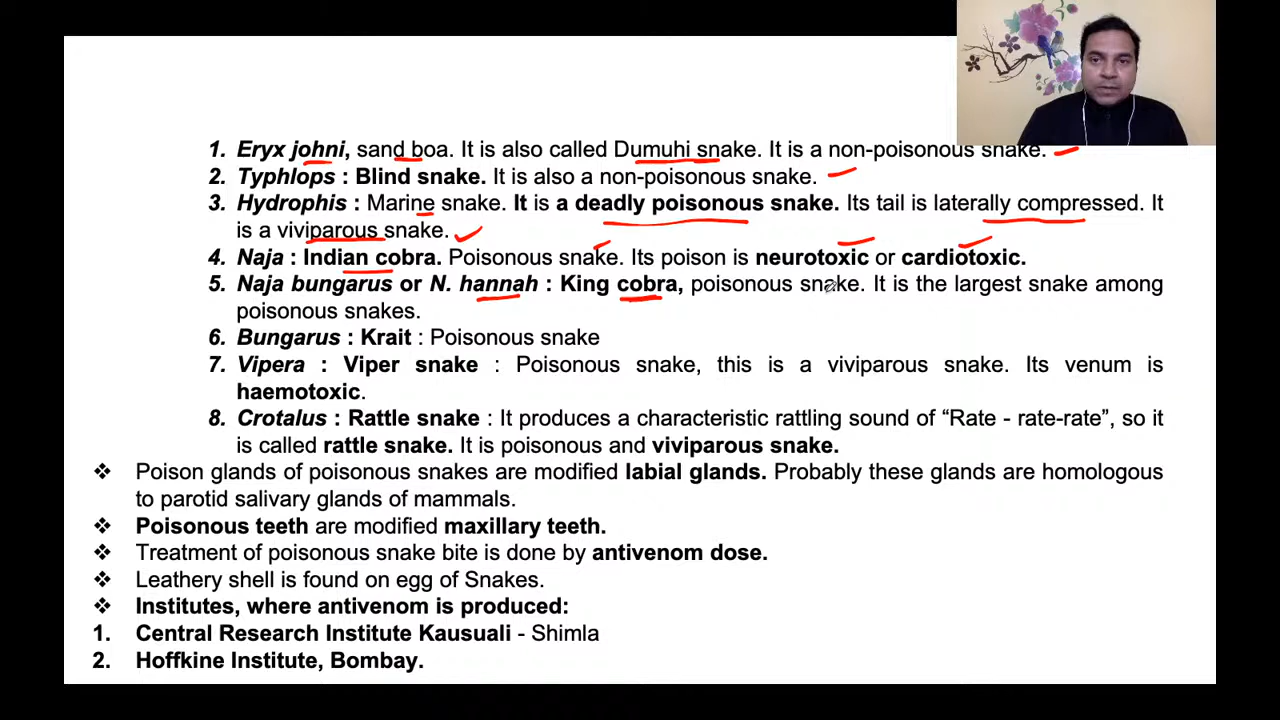 1. Eryx johni, sand boa. It is also called Dumuhi snake. It is a non-poisonous snake.
2. Typhlops : Blind snake. It is also a non-poisonous snake.
3. Hydrophis : Marine snake. It is a deadly poisonous snake. Its tail is laterally compressed. It
is a viviparous snake.
4. Naja : Indian cobra. Poisonous snake. Its poison is neurotoxic or cardiotoxic.
5. Naja bungarus or N. hannah : King cobra, poisonous snake. It is the largest snake among
poisonous snakes.
6. Bungarus : Krait : Poisonous snake
7. Vipera : Viper snake : Poisonous snake, this is a viviparous snake. Its venum is
haemotoxic.
8. Crotalus : Rattle snake : It produces a characteristic rattling sound of “Rate - rate-rate”, so it
is called rattle snake. It is poisonous and viviparous snake.
❖ Poison glands of poisonous snakes are modified labial glands. Probably these glands are homologous
to parotid salivary glands of mammals.
❖ Poisonous teeth are modified maxillary teeth.
❖ Treatment of poisonous snake bite is done by antivenom dose.
❖ Leathery shell is found on egg of Snakes.
❖ Institutes, where antivenom is produced:
1. Central Research Institute Kausuali - Shimla
2. Hoffkine Institute, Bombay.